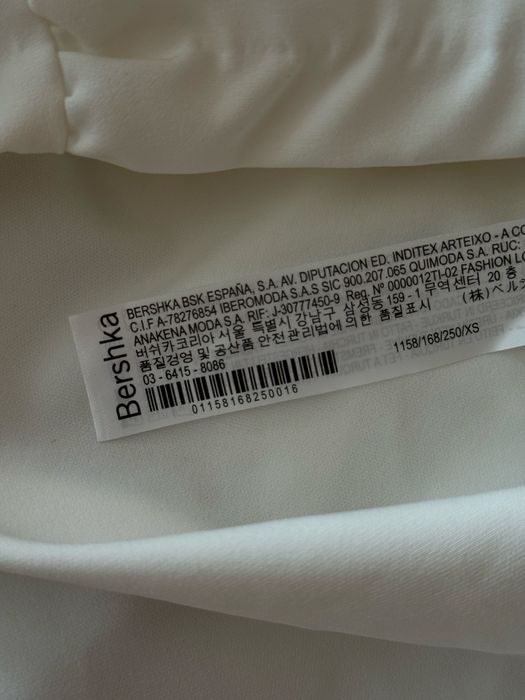 Bershka
BERSHKA BSK ESPAÑA, S.A. AV. DIPUTACION ED. INDITEX ARTEIXO - A CO
C.I.F A-78276854 IBEROMODA S.A.S SIC 900.207.065 QUIMODA S.A. RUC:
ANAKENA MODA S.A. RIF: J-30777450-9 Reg. Nº 0000012TI-02 FASHION LO
버쉬카코리아 서울 특별시 강남구 삼성동 159 - 1 무역센터 20 층
품질경영 및 공산품 안전관리법에 의한 품질표시 (株) ベル
03 - 6415 - 8086
1158/168/250/XS
01158168250016